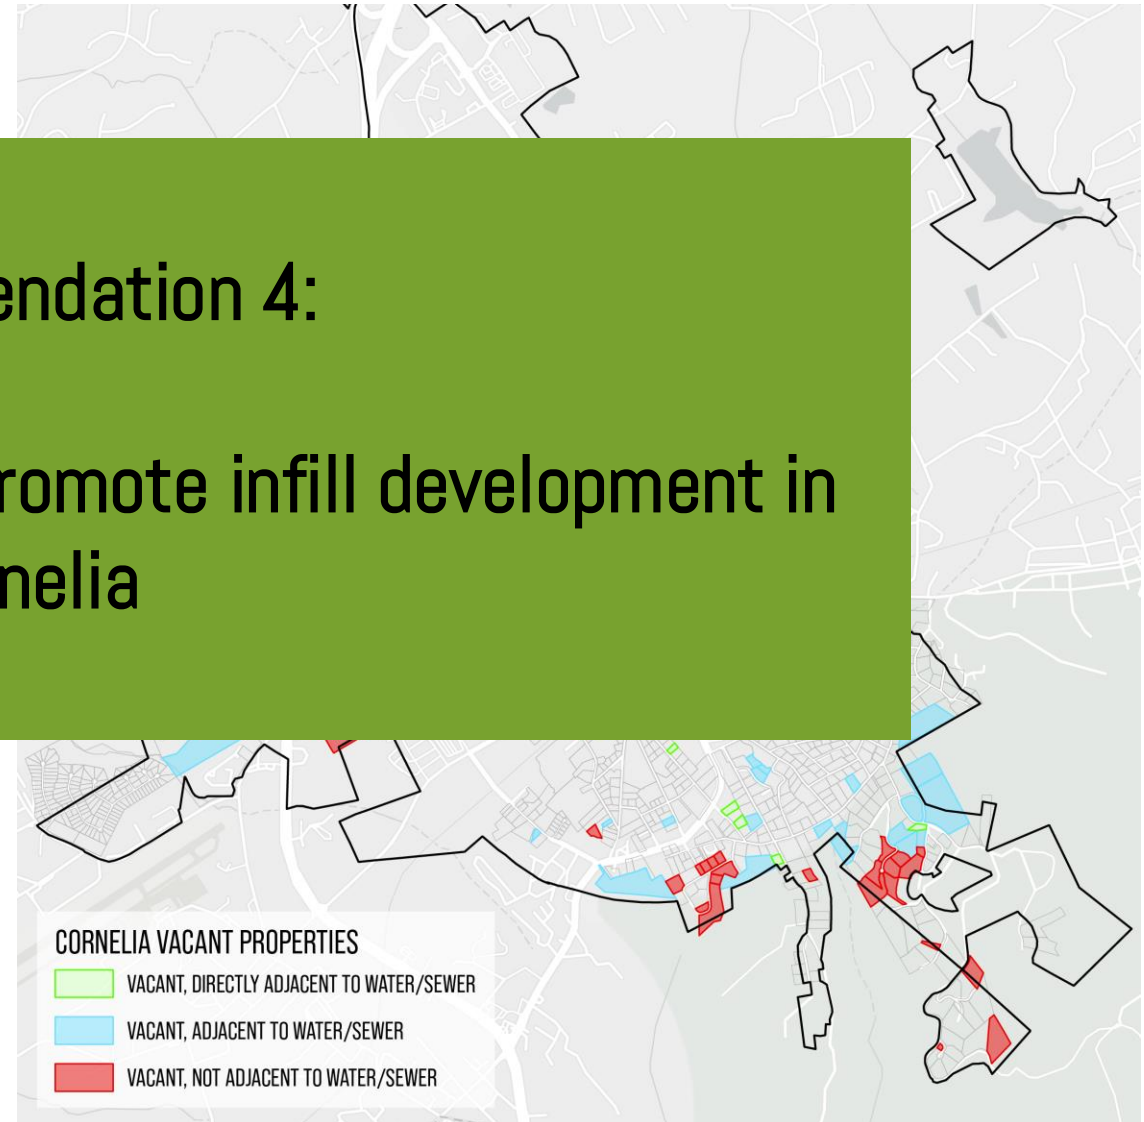 endation 4:
romote infill development in
nelia
CORNELIA VACANT PROPERTIES
VACANT, DIRECTLY ADJACENT TO WATER/SEWER
VACANT, ADJACENT TO WATER/SEWER
VACANT, NOT ADJACENT TO WATER/SEWER